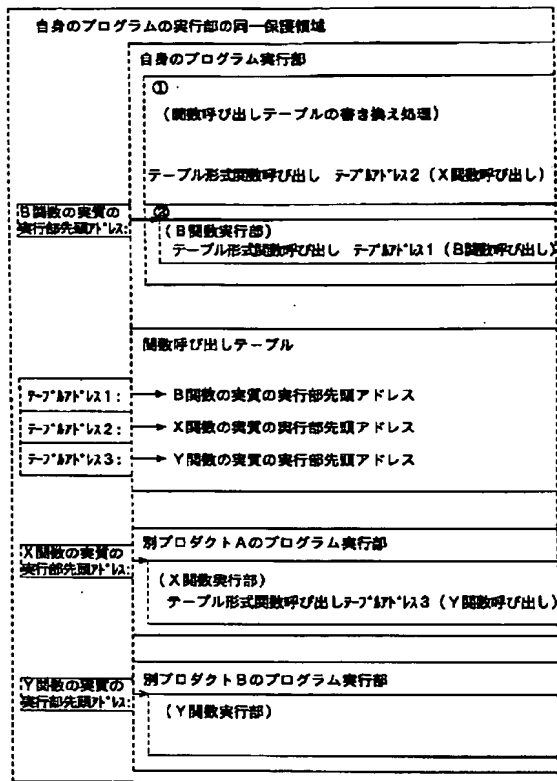 自身のプログラムの実行部の同一保護領域
自身のプログラム実行部
①
(関数呼び出しテーブルの書き換え処理)
テーブル形式関数呼び出し テーブルアドレス2(X関数呼び出し)
B関数の実質の
実行部先頭アドレス:
②
(B関数実行部)
テーブル形式関数呼び出し テーブルアドレス1(B関数呼び出し)
関数呼び出しテーブル
テーブルアドレス1:
B関数の実質の実行部先頭アドレス
テーブルアドレス2:
X関数の実質の実行部先頭アドレス
テーブルアドレス3:
Y関数の実質の実行部先頭アドレス
別プロダクトAのプログラム実行部
X関数の実質の
実行部先頭アドレス:
(X関数実行部)
テーブル形式関数呼び出しテーブルアドレス3(Y関数呼び出し)
別プロダクトBのプログラム実行部
Y関数の実質の
実行部先頭アドレス:
(Y関数実行部)